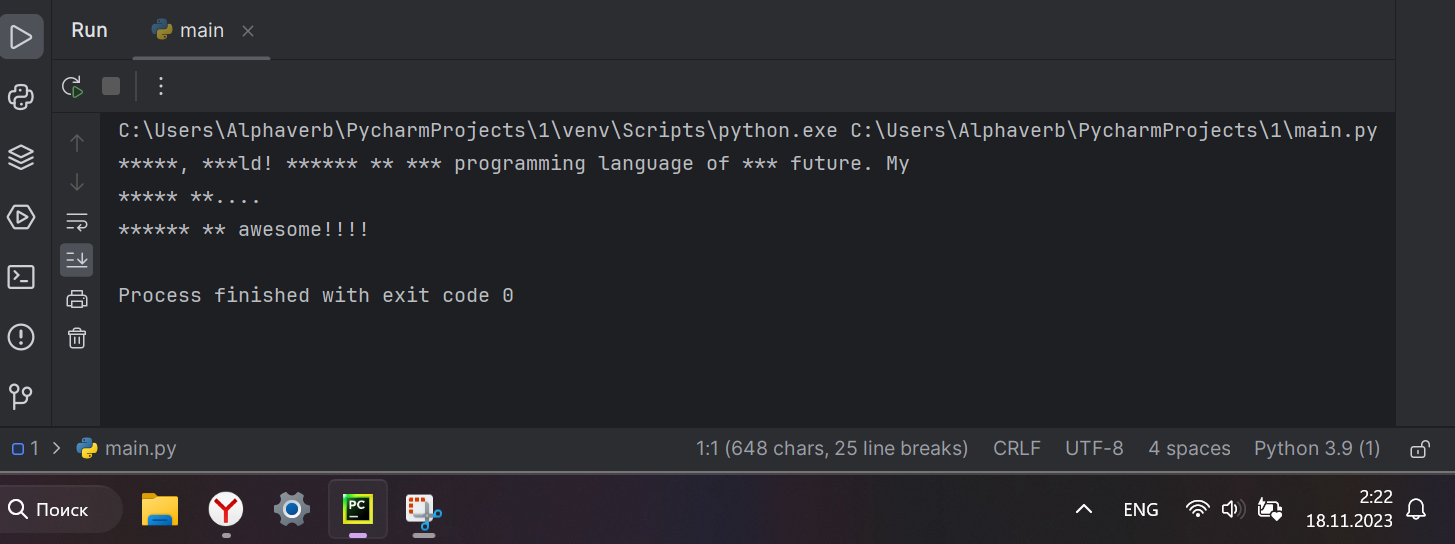 Run main
C:\Users\Alphaverb\PycharmProjects\1\venv\Scripts\python.exe C:\Users\Alphaverb\PycharmProjects\1\main.py
*****, ***ld! ****** ** *** programming language of *** future. My
***** **....
****** ** awesome!!!!
Process finished with exit code 0
1 > main.py 1:1 (648 chars, 25 line breaks) CRLF UTF-8 4 spaces Python 3.9 (1)
Поиск PC ENG 2:22
18.11.2023